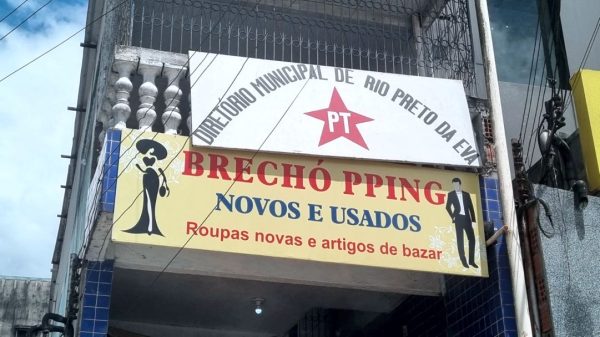 DIRETÓRIO MUNICIPAL DE RIO PRETO DA EVA
PT
BRECHÓ PPING
NOVOS E USADOS
Roupas novas e artigos de bazar